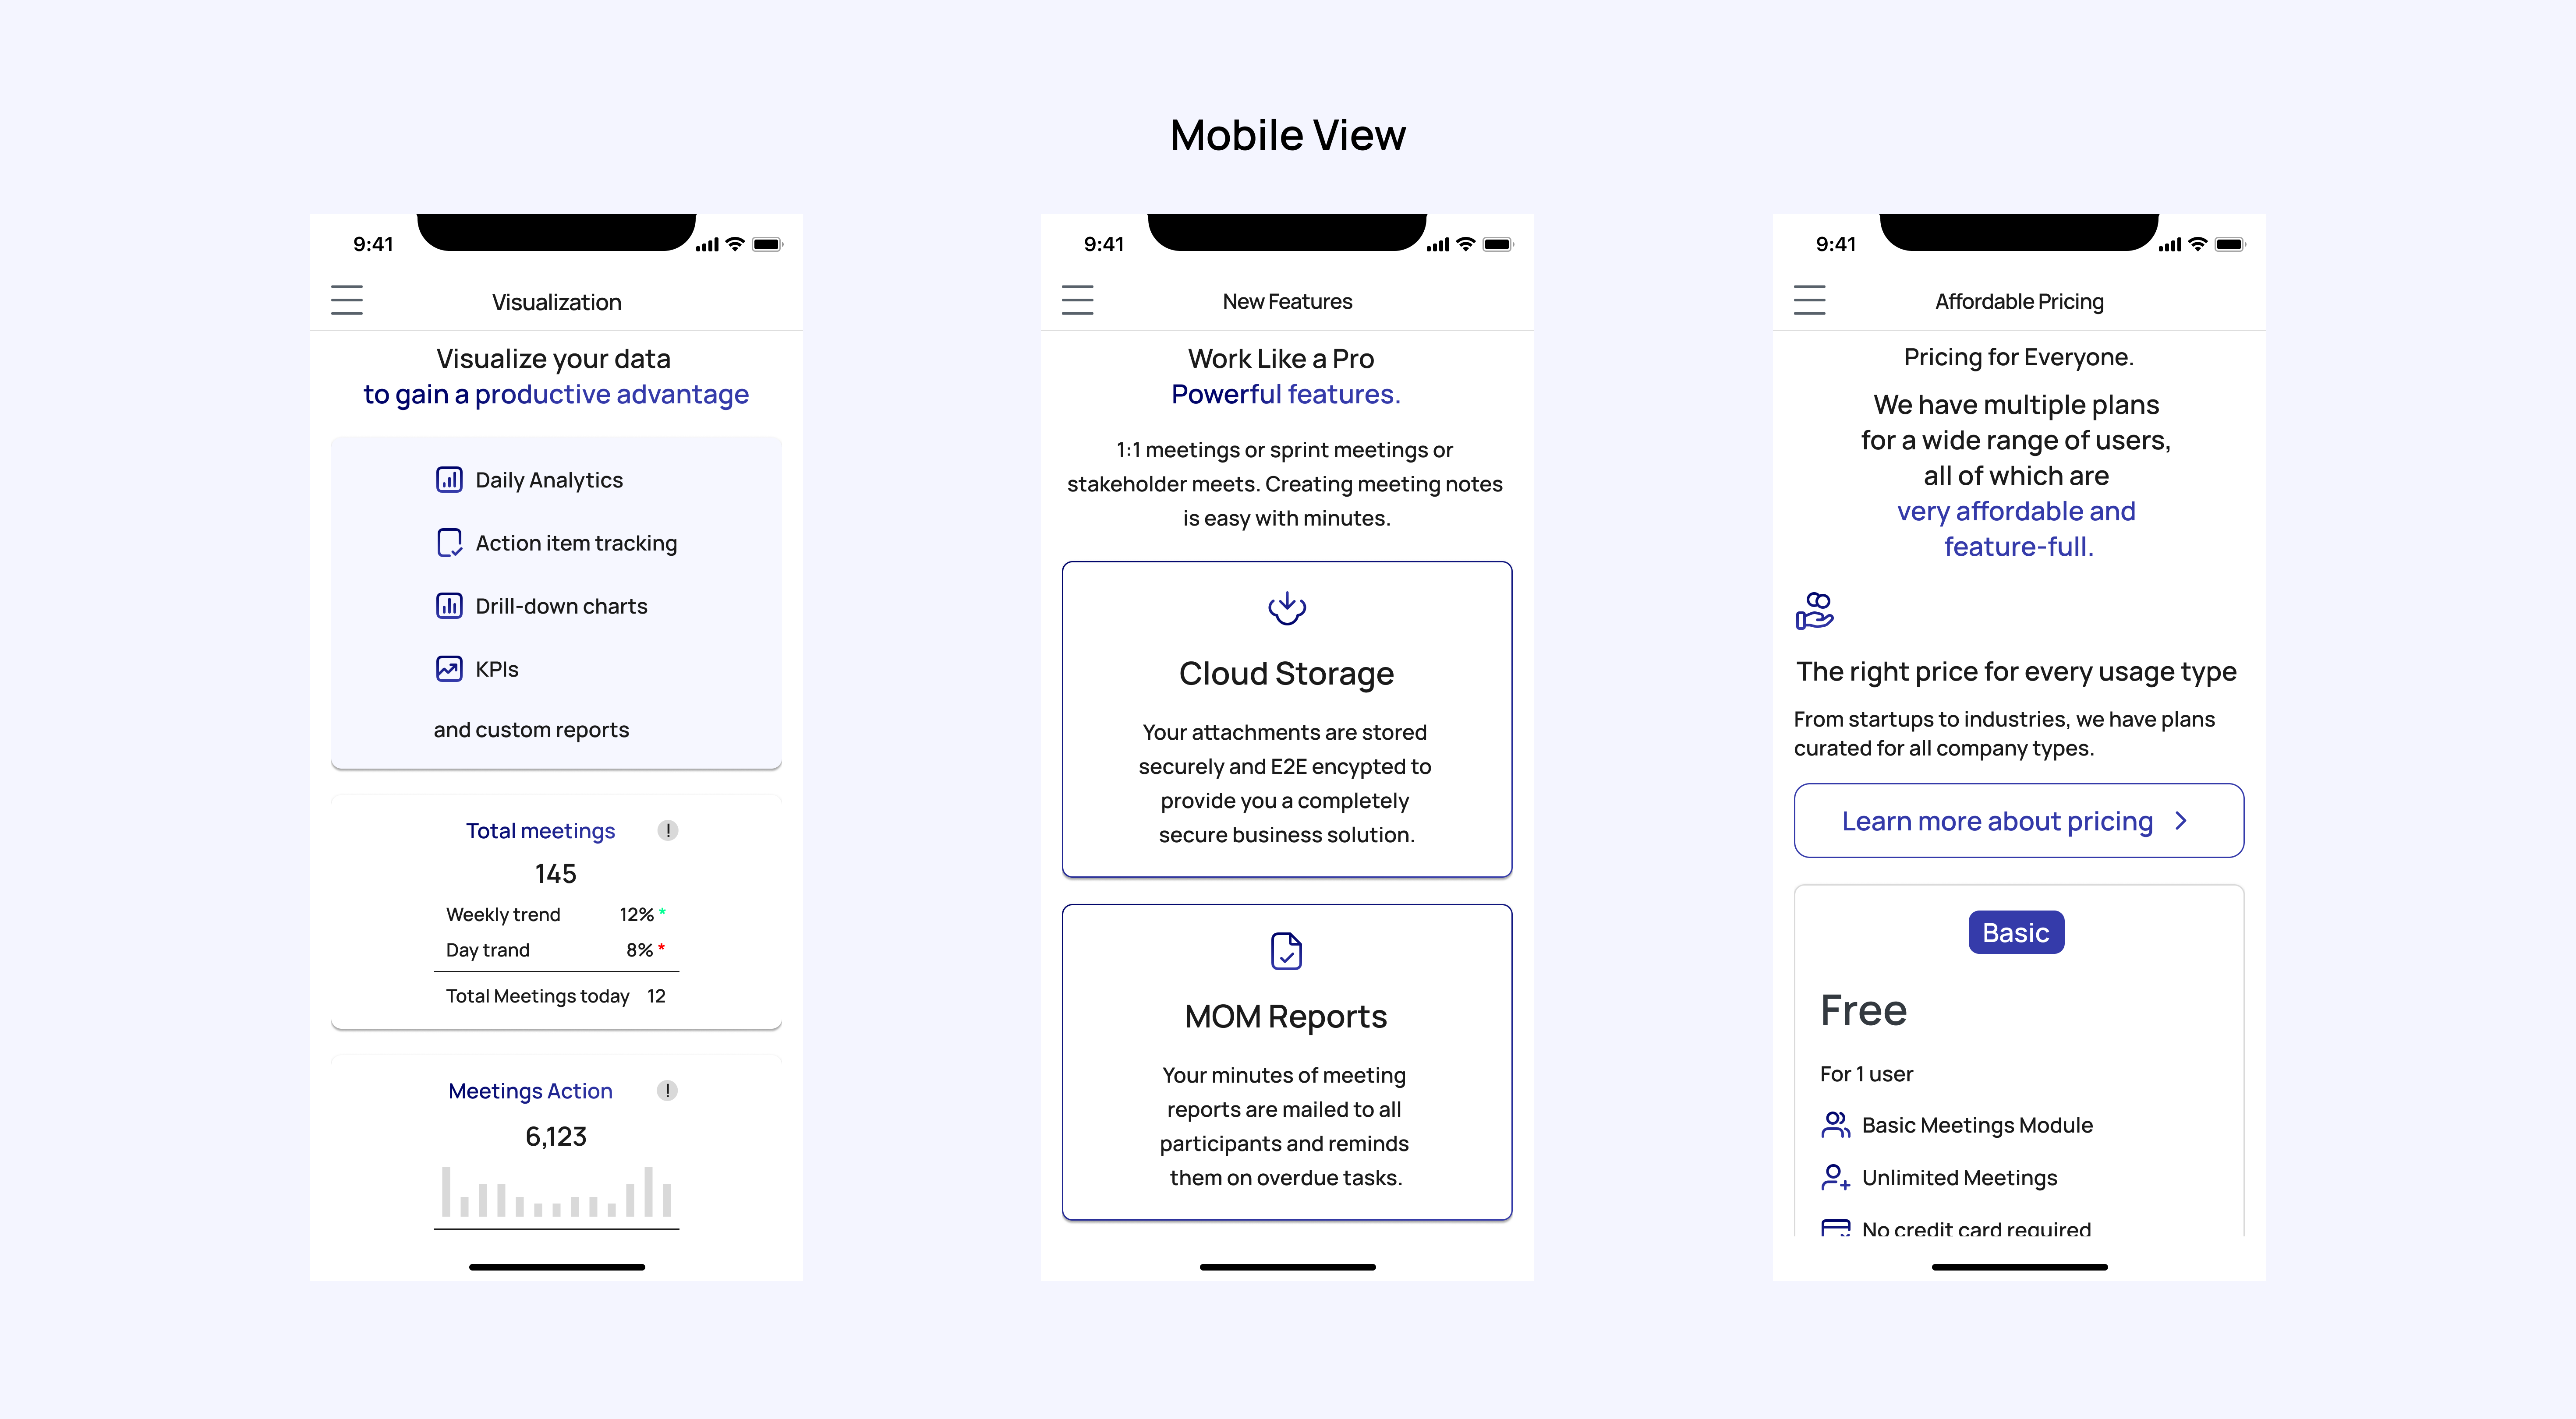 Mobile View
9:41
Visualization
Visualize your data
to gain a productive advantage
Daily Analytics
Action item tracking
Drill-down charts
KPIs
and custom reports
Total meetings !
145
Weekly trend 12% *
Day trand 8% *
Total Meetings today 12
Meetings Action !
6,123
9:41
New Features
Work Like a Pro
Powerful features.
1:1 meetings or sprint meetings or
stakeholder meets. Creating meeting notes
is easy with minutes.
Cloud Storage
Your attachments are stored
securely and E2E encypted to
provide you a completely
secure business solution.
MOM Reports
Your minutes of meeting
reports are mailed to all
participants and reminds
them on overdue tasks.
9:41
Affordable Pricing
Pricing for Everyone.
We have multiple plans
for a wide range of users,
all of which are
very affordable and
feature-full.
The right price for every usage type
From startups to industries, we have plans
curated for all company types.
Learn more about pricing
Basic
Free
For 1 user
Basic Meetings Module
Unlimited Meetings
No credit card required